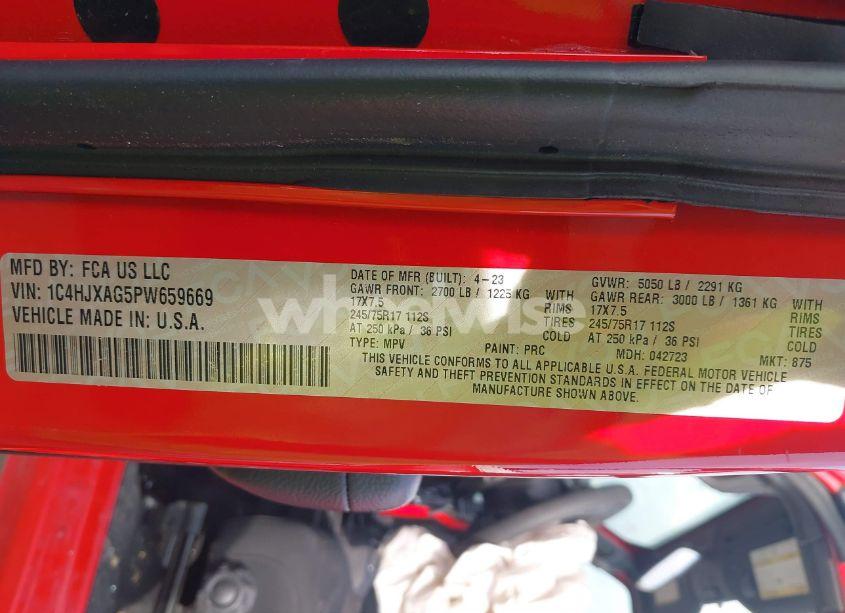 MFD BY: FCA US LLC
VIN: 1C4HJXAG5PW659669
VEHICLE MADE IN: U.S.A.
DATE OF MFR (BUILT): 4-23
GAWR FRONT: 2700 LB / 1225 KG WITH
17X7.5 RIMS
245/75R17 112S TIRES
AT 250 kPa / 36 PSI COLD
TYPE: MPV PAINT: PRC
GVWR: 5050 LB / 2291 KG
GAWR REAR: 3000 LB / 1361 KG WITH
17X7.5 RIMS
245/75R17 112S TIRES
AT 250 kPa / 36 PSI COLD
MDH: 042723 MKT: 875
THIS VEHICLE CONFORMS TO ALL APPLICABLE U.S.A. FEDERAL MOTOR VEHICLE
SAFETY AND THEFT PREVENTION STANDARDS IN EFFECT ON THE DATE OF
MANUFACTURE SHOWN ABOVE.